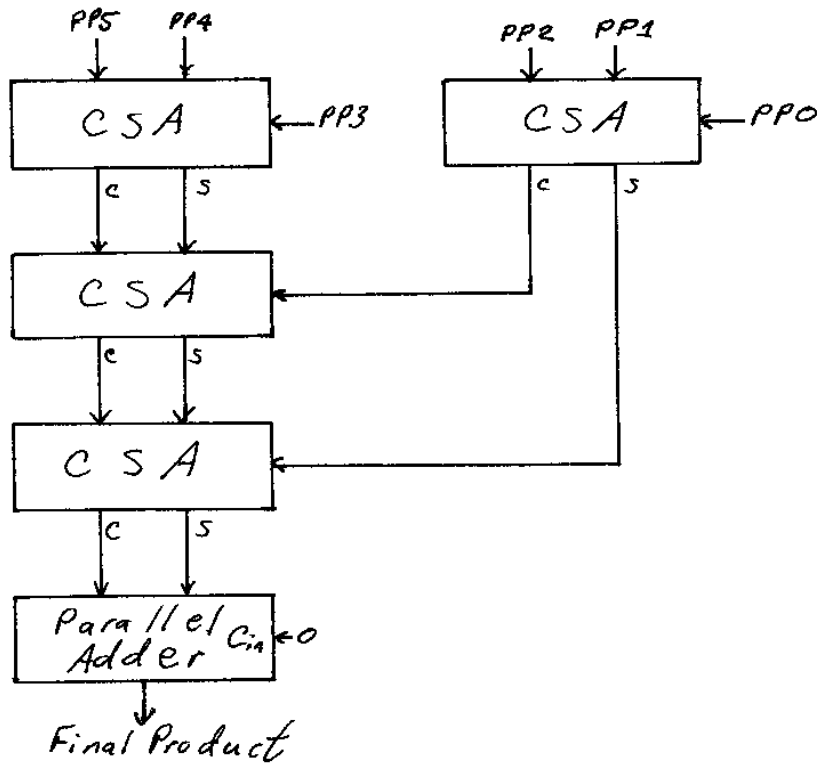 PP5 PP4
PP2 PP1
CSA
PP3
CSA
PP0
c s
c s
CSA
c s
CSA
c s
Parallel Adder Cin
0
Final Product